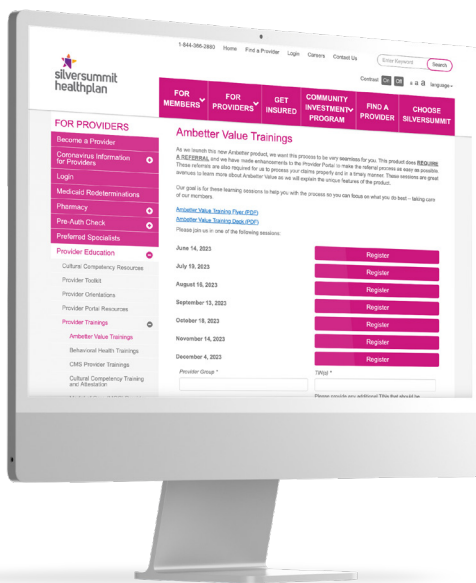 1-844-366-2880 Home Find a Provider Login Careers Contact Us
Enter Keyword Search
Contrast On Off a a a language
silversummit
healthplan
FOR MEMBERS
FOR PROVIDERS
GET INSURED
COMMUNITY INVESTMENT PROGRAM
FIND A PROVIDER
CHOOSE SILVERSUMMIT
FOR PROVIDERS
Become a Provider
Coronavirus Information
for Providers
Login
Medicaid Redeterminations
Pharmacy
Pre-Auth Check
Preferred Specialists
Provider Education
Cultural Competency Resources
Provider Toolkit
Provider Orientations
Provider Portal Resources
Provider Trainings
Ambetter Value Trainings
Behavioral Health Trainings
CMS Provider Trainings
Cultural Competency Training
and Attestation
Ambetter Value Trainings
As we launch this new Ambetter product, we want this process to be very seamless for you. This product does REQUIRE
A REFERRAL and we have made enhancements to the Provider Portal to make the referral process as easy as possible.
These referrals are also required for us to process your claims properly and in a timely manner. These sessions are great
avenues to learn more about Ambetter Value as we will explain the unique features of the product.
Our goal is for these learning sessions to help you with the process so you can focus on what you do best – taking care
of our members.
Ambetter Value Training Flyer (PDF)
Ambetter Value Training Deck (PDF)
Please join us in one of the following sessions:
June 14, 2023 Register
July 19, 2023 Register
August 16, 2023 Register
September 13, 2023 Register
October 18, 2023 Register
November 14, 2023 Register
December 4, 2023 Register
Provider Group * TIN(s) *
Please provide any additional TINs that should be